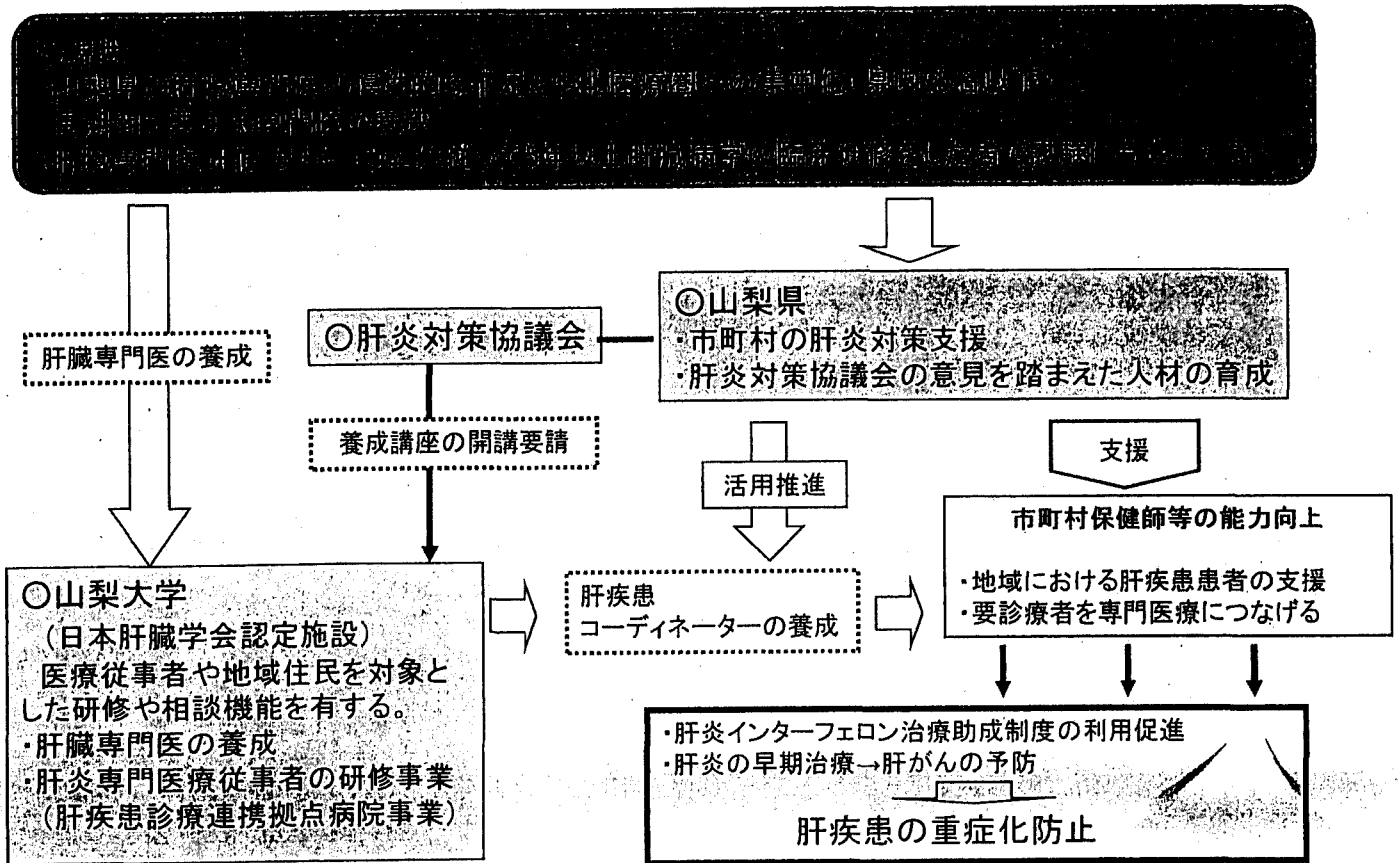 ◎山梨県
・市町村の肝炎対策支援
・肝炎対策協議会の意見を踏まえた人材の育成
◎肝炎対策協議会
肝臓専門医の養成
養成講座の開講要請
活用推進
支援
市町村保健師等の能力向上
・地域における肝疾患患者の支援
・要診療者を専門医療につなげる
◎山梨大学
(日本肝臓学会認定施設)
医療従事者や地域住民を対象と
した研修や相談機能を有する。
・肝臓専門医の養成
・肝炎専門医療従事者の研修事業
(肝疾患診療連携拠点病院事業)
肝疾患
コーディネーターの養成
・肝炎インターフェロン治療助成制度の利用促進
・肝炎の早期治療→肝がんの予防
肝疾患の重症化防止